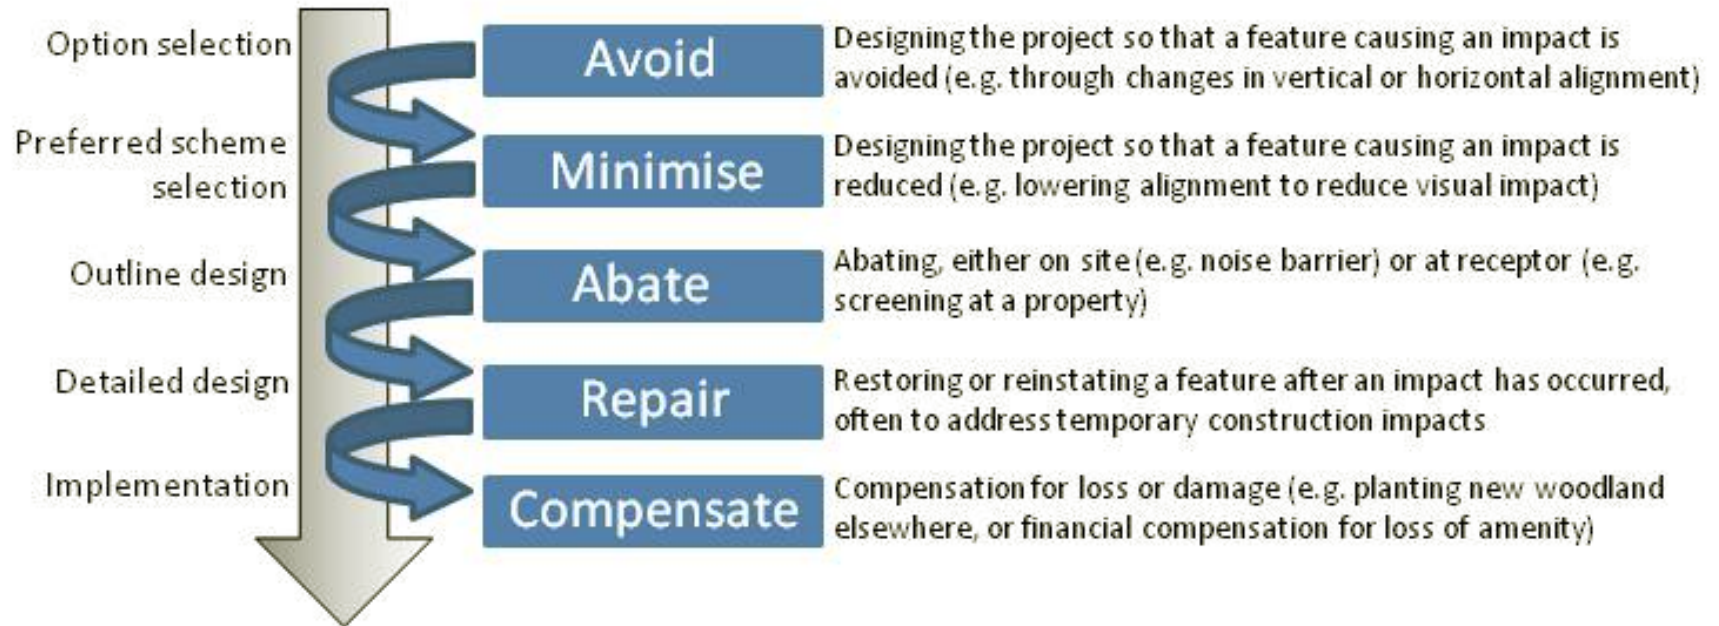 Option selection
Avoid
Designing the project so that a feature causing an impact is
avoided (e.g. through changes in vertical or horizontal alignment)
Preferred scheme
selection
Minimise
Designing the project so that a feature causing an impact is
reduced (e.g. lowering alignment to reduce visual impact)
Outline design
Abate
Abating, either on site (e.g. noise barrier) or at receptor (e.g.
screening at a property)
Detailed design
Repair
Restoring or reinstating a feature after an impact has occurred,
often to address temporary construction impacts
Implementation
Compensate
Compensation for loss or damage (e.g. planting new woodland
elsewhere, or financial compensation for loss of amenity)